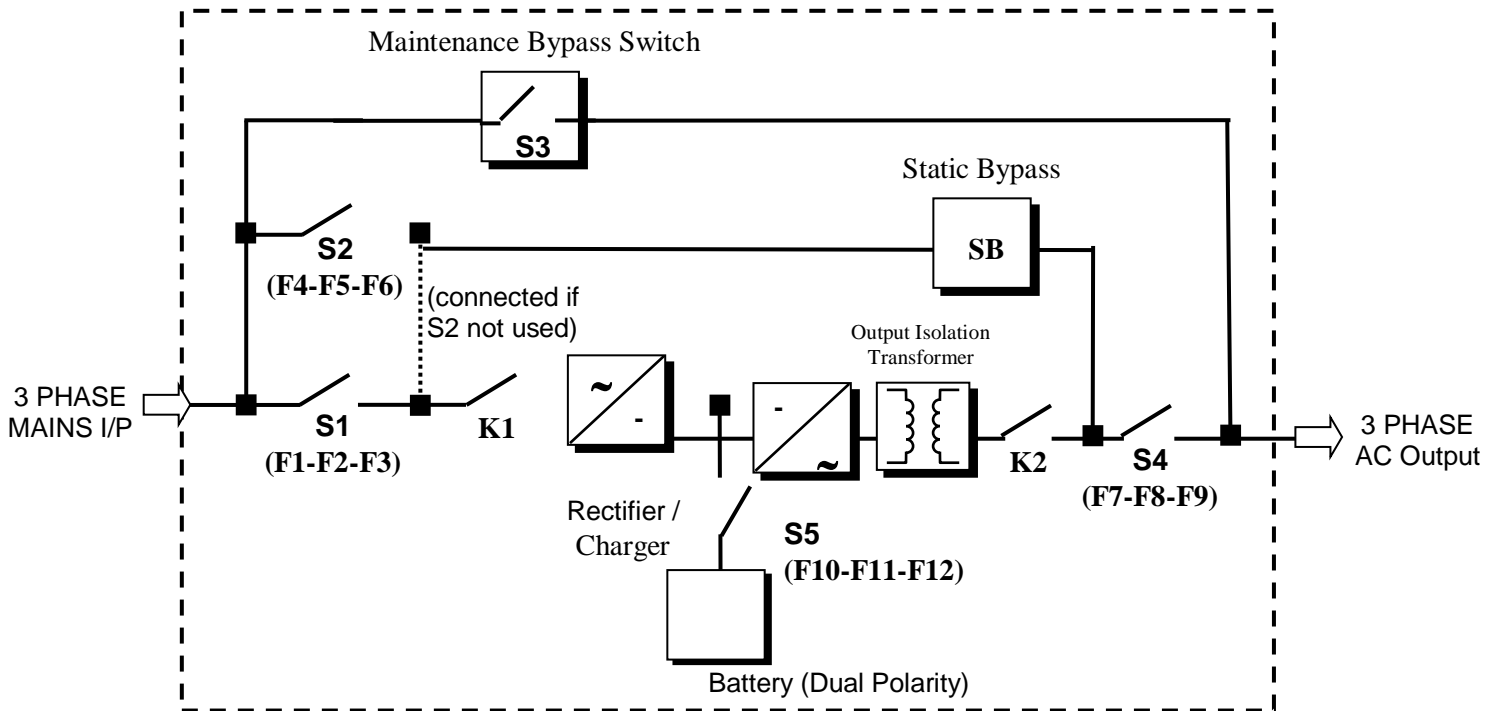 Maintenance Bypass Switch
S3
Static Bypass
SB
S2
(F4-F5-F6)
(connected if
S2 not used)
Output Isolation
Transformer
3 PHASE
MAINS I/P
S1
(F1-F2-F3)
K1
~
-
-
~
K2
S4
(F7-F8-F9)
3 PHASE
AC Output
Rectifier /
Charger
S5
(F10-F11-F12)
Battery (Dual Polarity)